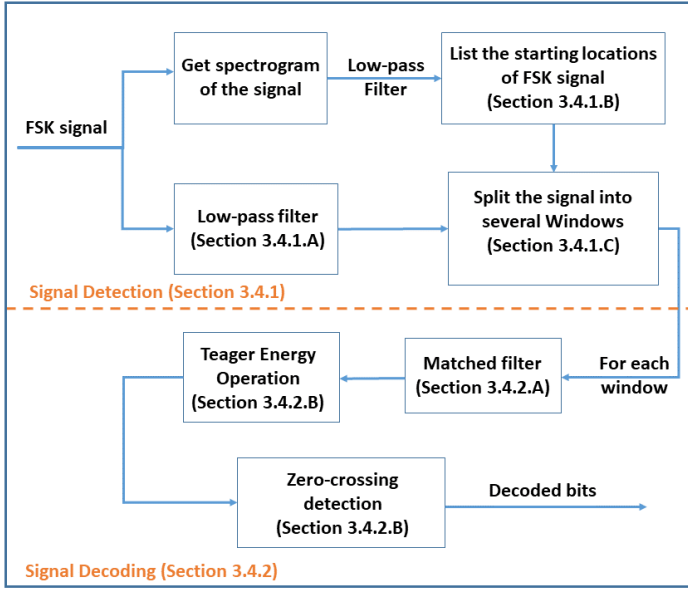 FSK signal
Get spectrogram
of the signal
Low-pass
Filter
List the starting locations
of FSK signal
(Section 3.4.1.B)
Low-pass filter
(Section 3.4.1.A)
Split the signal into
several Windows
(Section 3.4.1.C)
Signal Detection (Section 3.4.1)
For each
window
Matched filter
(Section 3.4.2.A)
Teager Energy
Operation
(Section 3.4.2.B)
Zero-crossing
detection
(Section 3.4.2.B)
Decoded bits
Signal Decoding (Section 3.4.2)